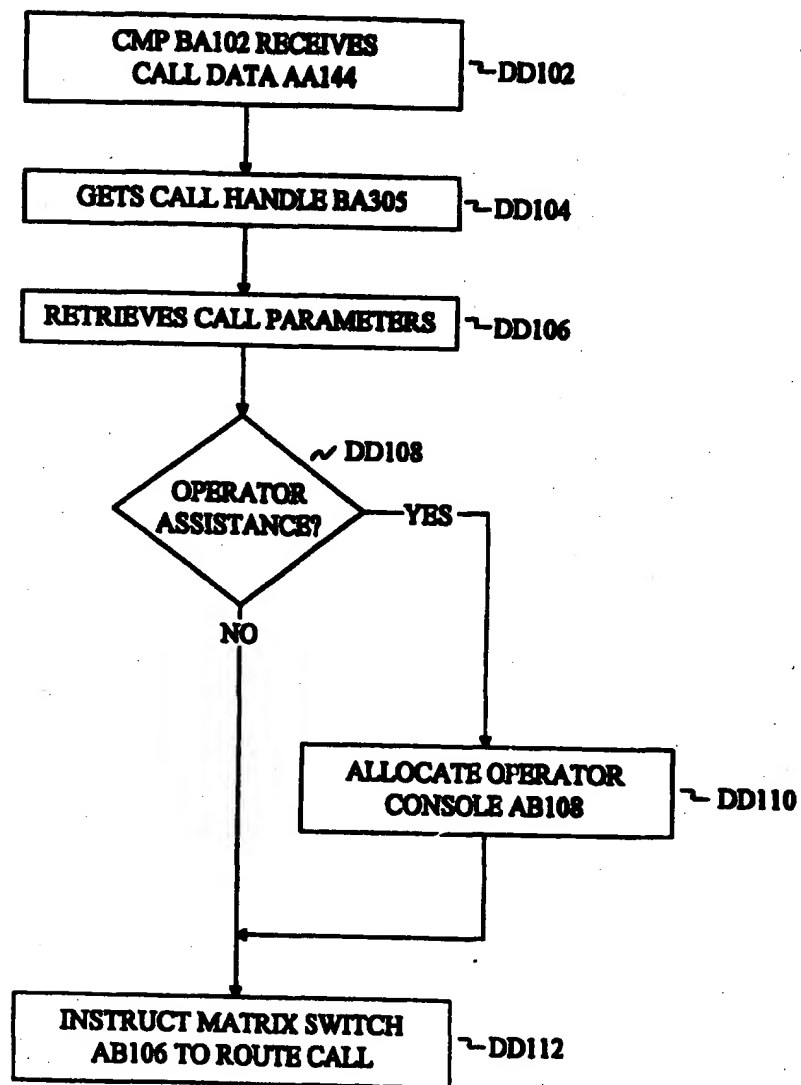 CMP BA102 RECEIVES
CALL DATA AA144
DD102
GETS CALL HANDLE BA305
DD104
RETRIEVES CALL PARAMETERS
DD106
DD108
OPERATOR
ASSISTANCE?
YES
NO
ALLOCATE OPERATOR
CONSOLE AB108
DD110
INSTRUCT MATRIX SWITCH
AB106 TO ROUTE CALL
DD112